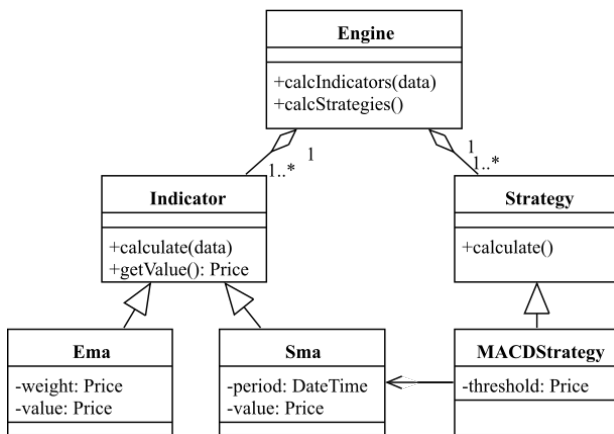 Engine
+calcIndicators(data)
+calcStrategies()
1
1..*
1
1..*
Indicator
+calculate(data)
+getValue(): Price
Strategy
+calculate()
Ema
-weight: Price
-value: Price
Sma
-period: DateTime
-value: Price
MACDStrategy
-threshold: Price